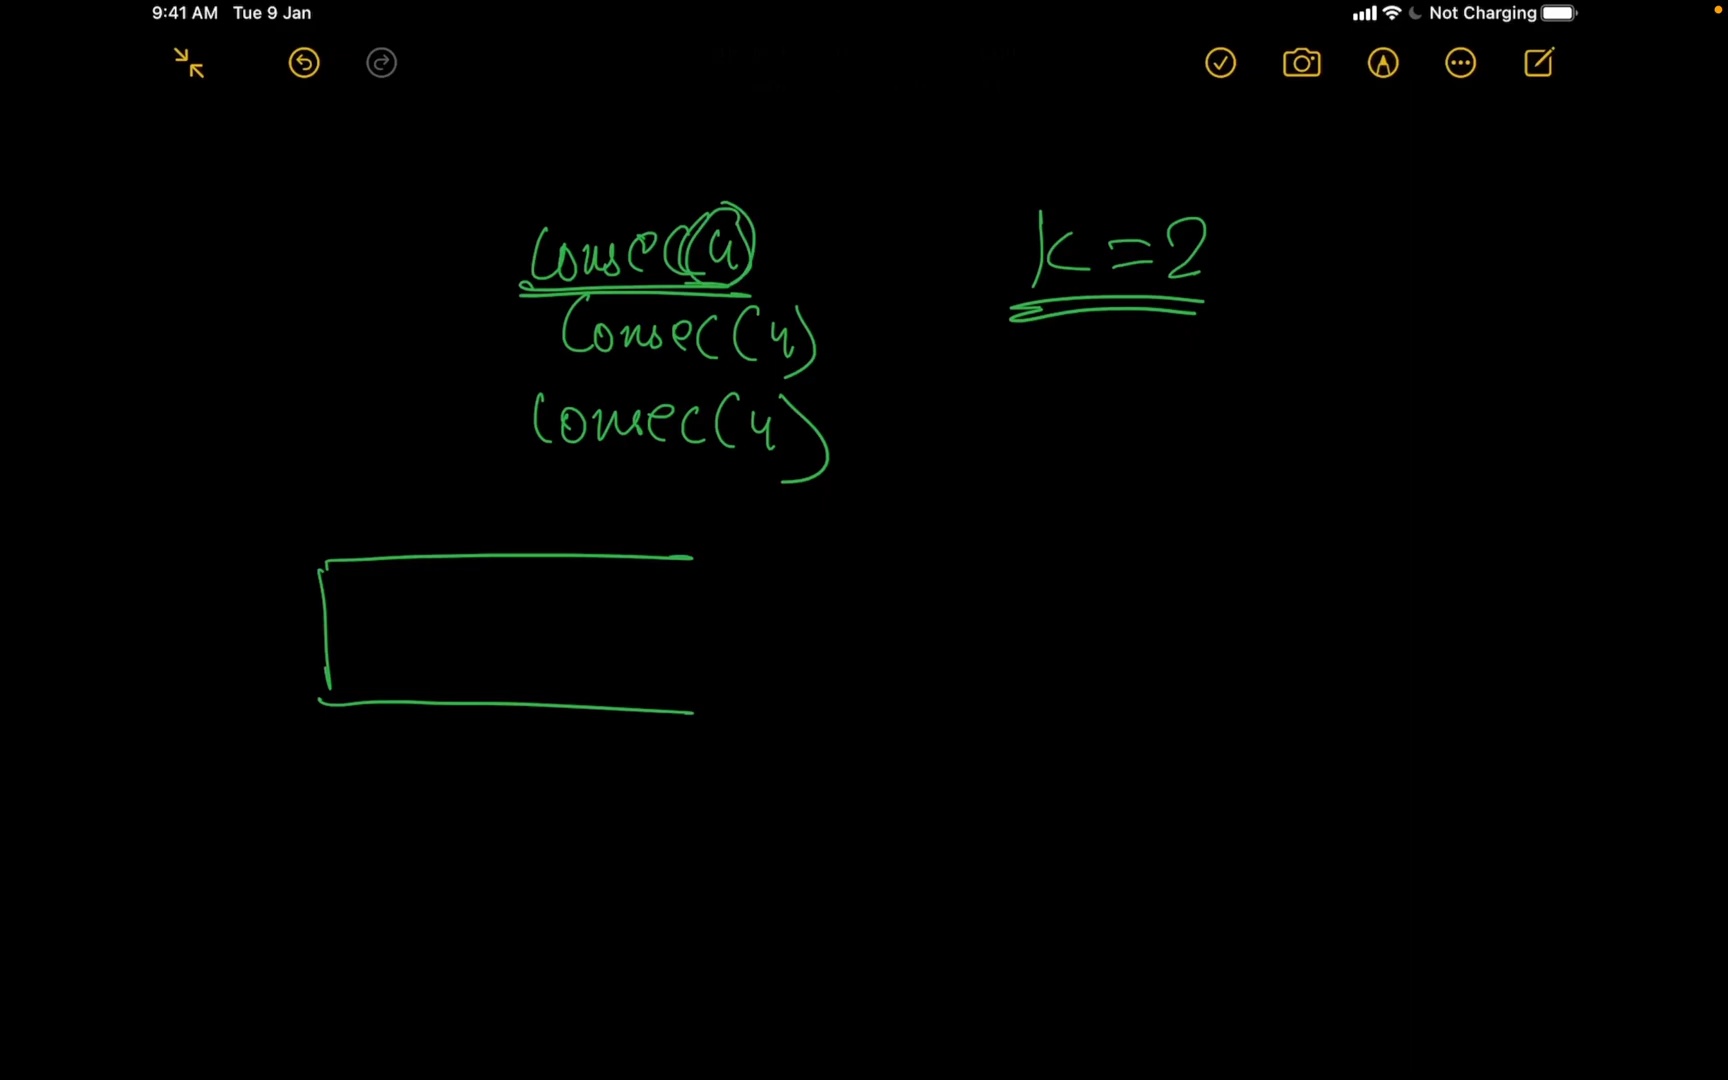 9:41 AM Tue 9 Jan Not Charging
Consec(4)
k = 2
Consec(4)
Consec(4)